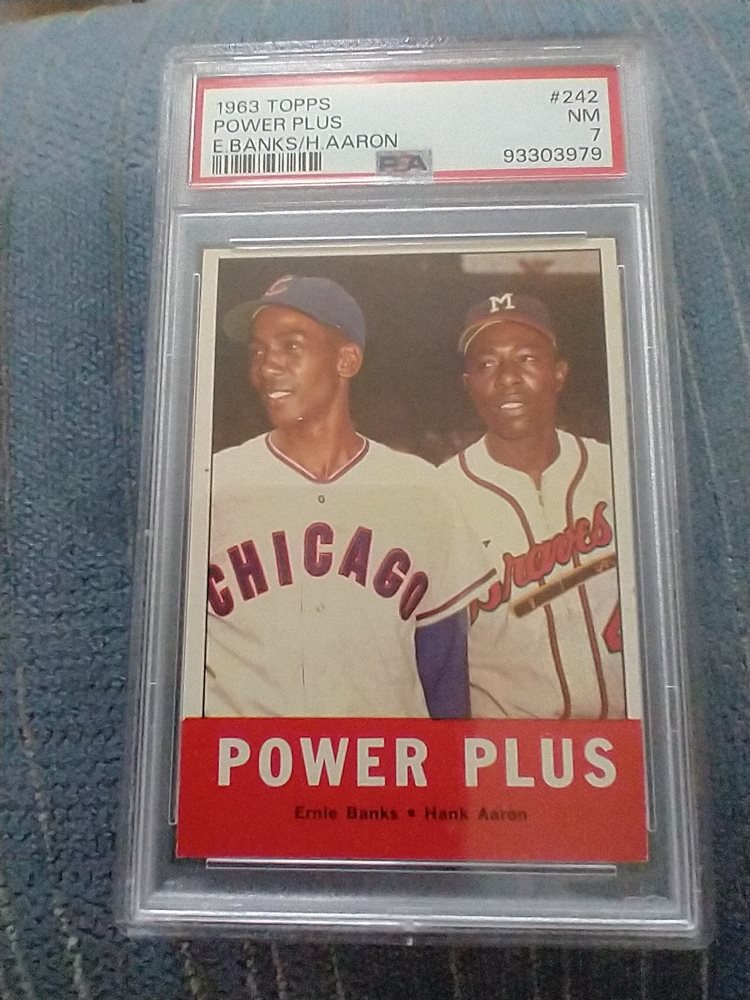 1963 TOPPS #242
POWER PLUS NM
E.BANKS/H.AARON 7
PSA 93303979
C
M
CHICAGO
Braves
4
POWER PLUS
Ernie Banks • Hank Aaron